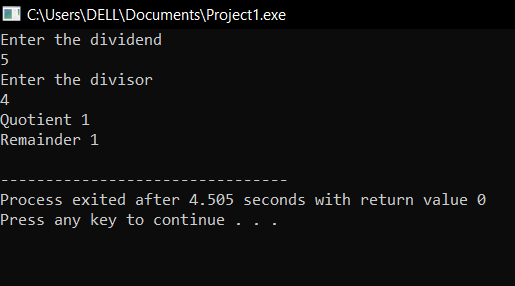 C:\Users\DELL\Documents\Project1.exe
Enter the dividend
5
Enter the divisor
4
Quotient 1
Remainder 1
--------------------------------
Process exited after 4.505 seconds with return value 0
Press any key to continue . . .